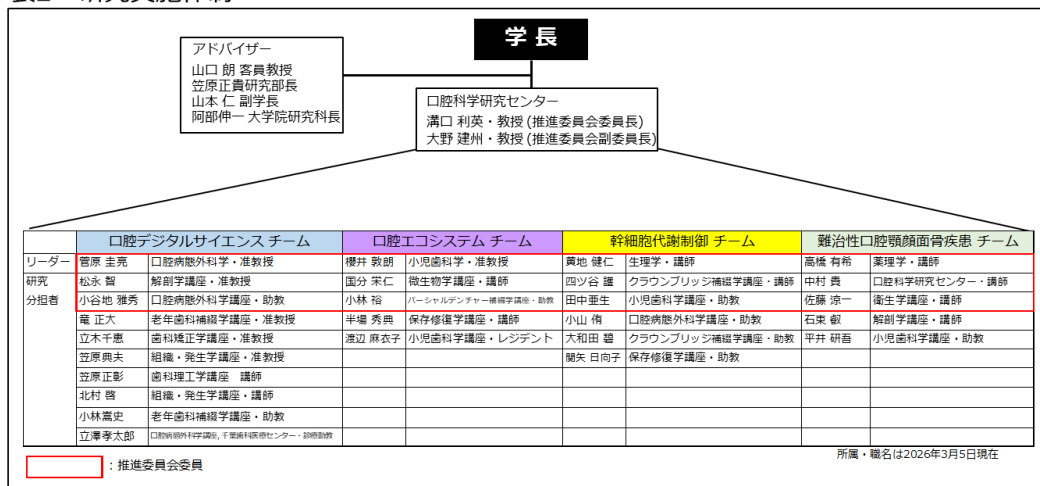 学 長
アドバイザー
山口 朗 客員教授
笠原正貴研究部長
山本 仁 副学長
阿部伸一 大学院研究科長
口腔科学研究センター
溝口 利英・教授 (推進委員会委員長)
大野 建州・教授 (推進委員会副委員長)
口腔デジタルサイエンス チーム 口腔エコシステム チーム 幹細胞代謝制御 チーム 難治性口腔顎顔面骨疾患 チーム
リーダー 菅原 圭亮 口腔病態外科学・准教授 櫻井 敦朗 小児歯科学・准教授 黄地 健仁 生理学・講師 高橋 有希 薬理学・講師
研究 松永 智 解剖学講座・准教授 国分 栄仁 微生物学講座・講師 四ツ谷 護 クラウンブリッジ補綴学講座・講師 中村 貴 口腔科学研究センター・講師
分担者 小谷地 雅秀 口腔病態外科学講座・助教 小林 裕 パーシャルデンチャー補綴学講座・助教 田中亜生 小児歯科学講座・助教 佐藤 涼一 衛生学講座・講師
竜 正大 老年歯科補綴学講座・准教授 半場 秀典 保存修復学講座・講師 小山 侑 口腔病態外科学講座・助教 石束 叡 解剖学講座・講師
立木千恵 歯科矯正学講座・准教授 渡辺 麻衣子 小児歯科学講座・レジデント 大和田 碧 クラウンブリッジ補綴学講座・助教 平井 研吾 小児歯科学講座・助教
笠原典夫 組織・発生学講座・准教授 関矢 日向子 保存修復学講座・助教
笠原正彰 歯科理工学講座 講師
北村 啓 組織・発生学講座・講師
小林嵩史 老年歯科補綴学講座・助教
立澤孝太郎 口腔病態外科学講座, 千葉歯科医療センター・診療助教
：推進委員会委員
所属・職名は2026年3月5日現在